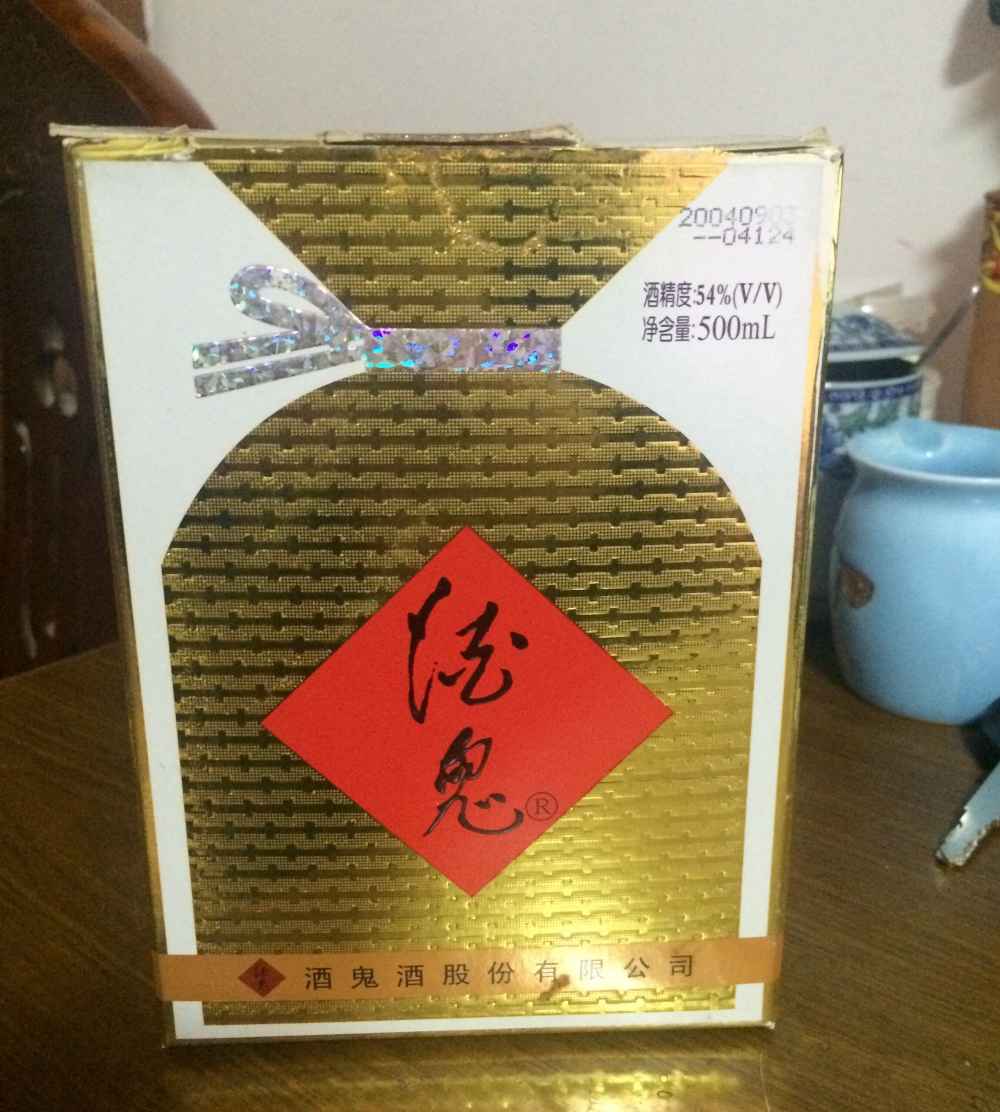 20040903
--04124
酒精度:54%(V/V)
净含量:500mL
酒
鬼®
酒鬼酒股份有限公司